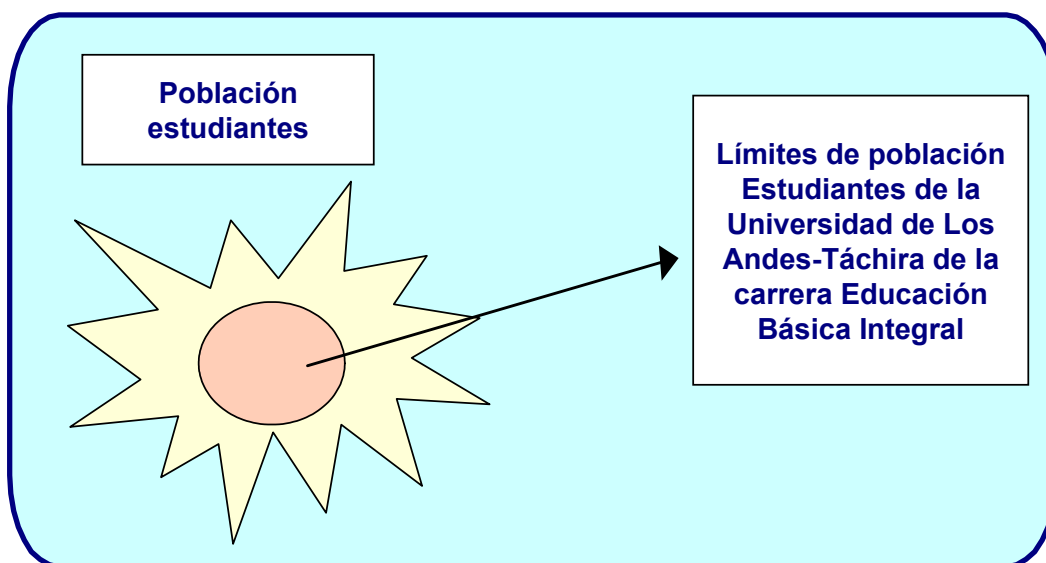 Población
estudiantes
Límites de población
Estudiantes de la
Universidad de Los
Andes-Táchira de la
carrera Educación
Básica Integral